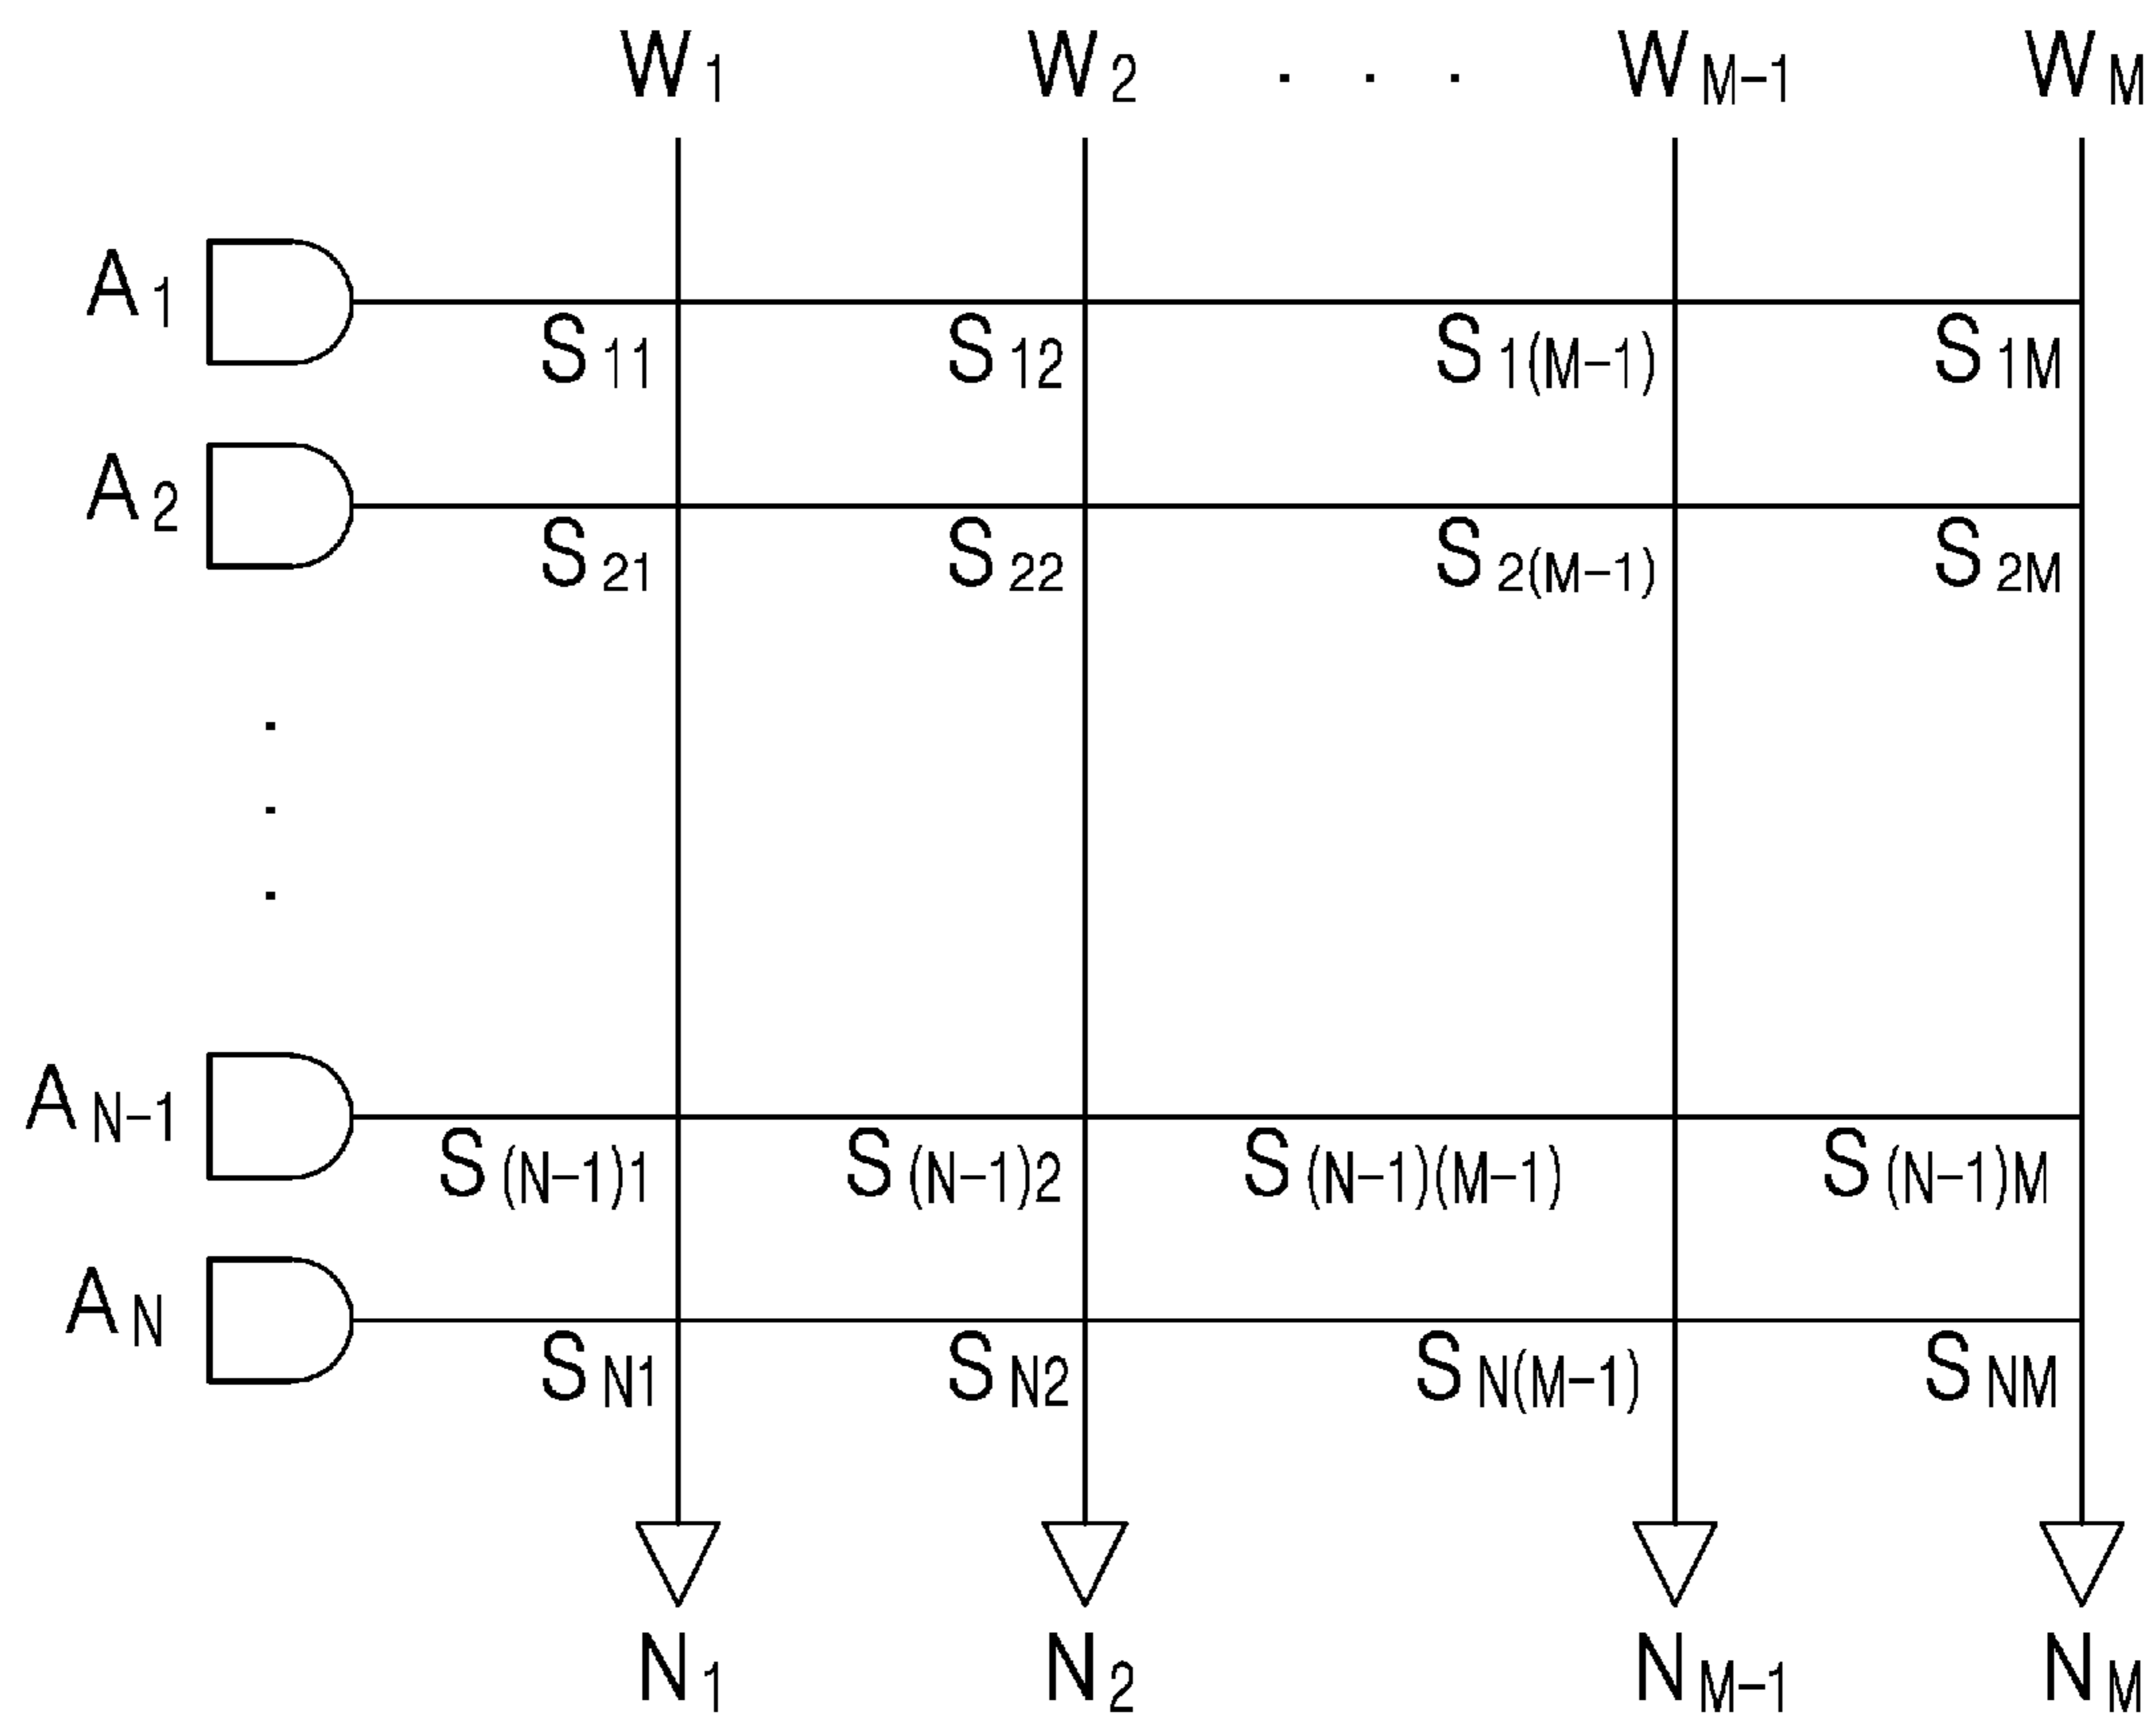 W1 W2 . . . WM-1 WM
A1
S11 S12 S1(M-1) S1M
A2
S21 S22 S2(M-1) S2M
.
.
.
AN-1
S(N-1)1 S(N-1)2 S(N-1)(M-1) S(N-1)M
AN
SN1 SN2 SN(M-1) SNM
N1 N2 NM-1 NM